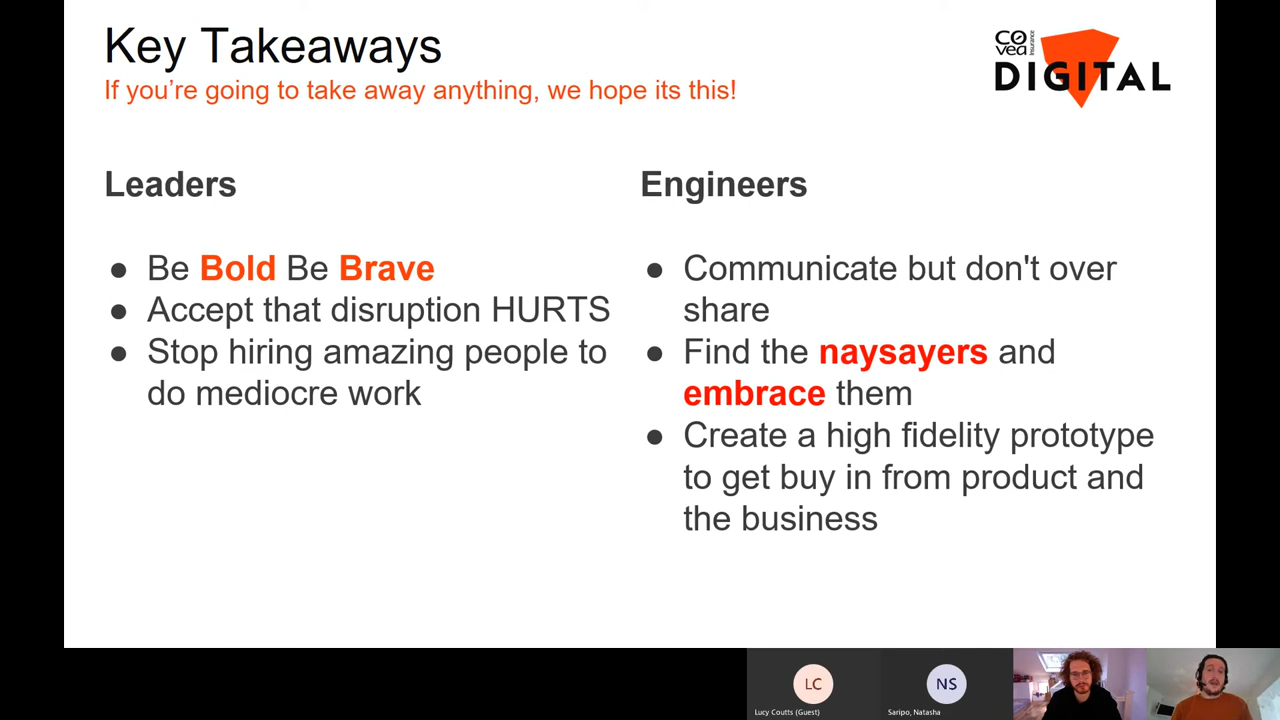 Key Takeaways
If you're going to take away anything, we hope its this!
co
vea
Insurance
DIGITAL
Leaders
● Be Bold Be Brave
● Accept that disruption HURTS
● Stop hiring amazing people to
do mediocre work
Engineers
● Communicate but don't over
share
● Find the naysayers and
embrace them
● Create a high fidelity prototype
to get buy in from product and
the business
LC
Lucy Coutts (Guest)
NS
Saripo, Natasha